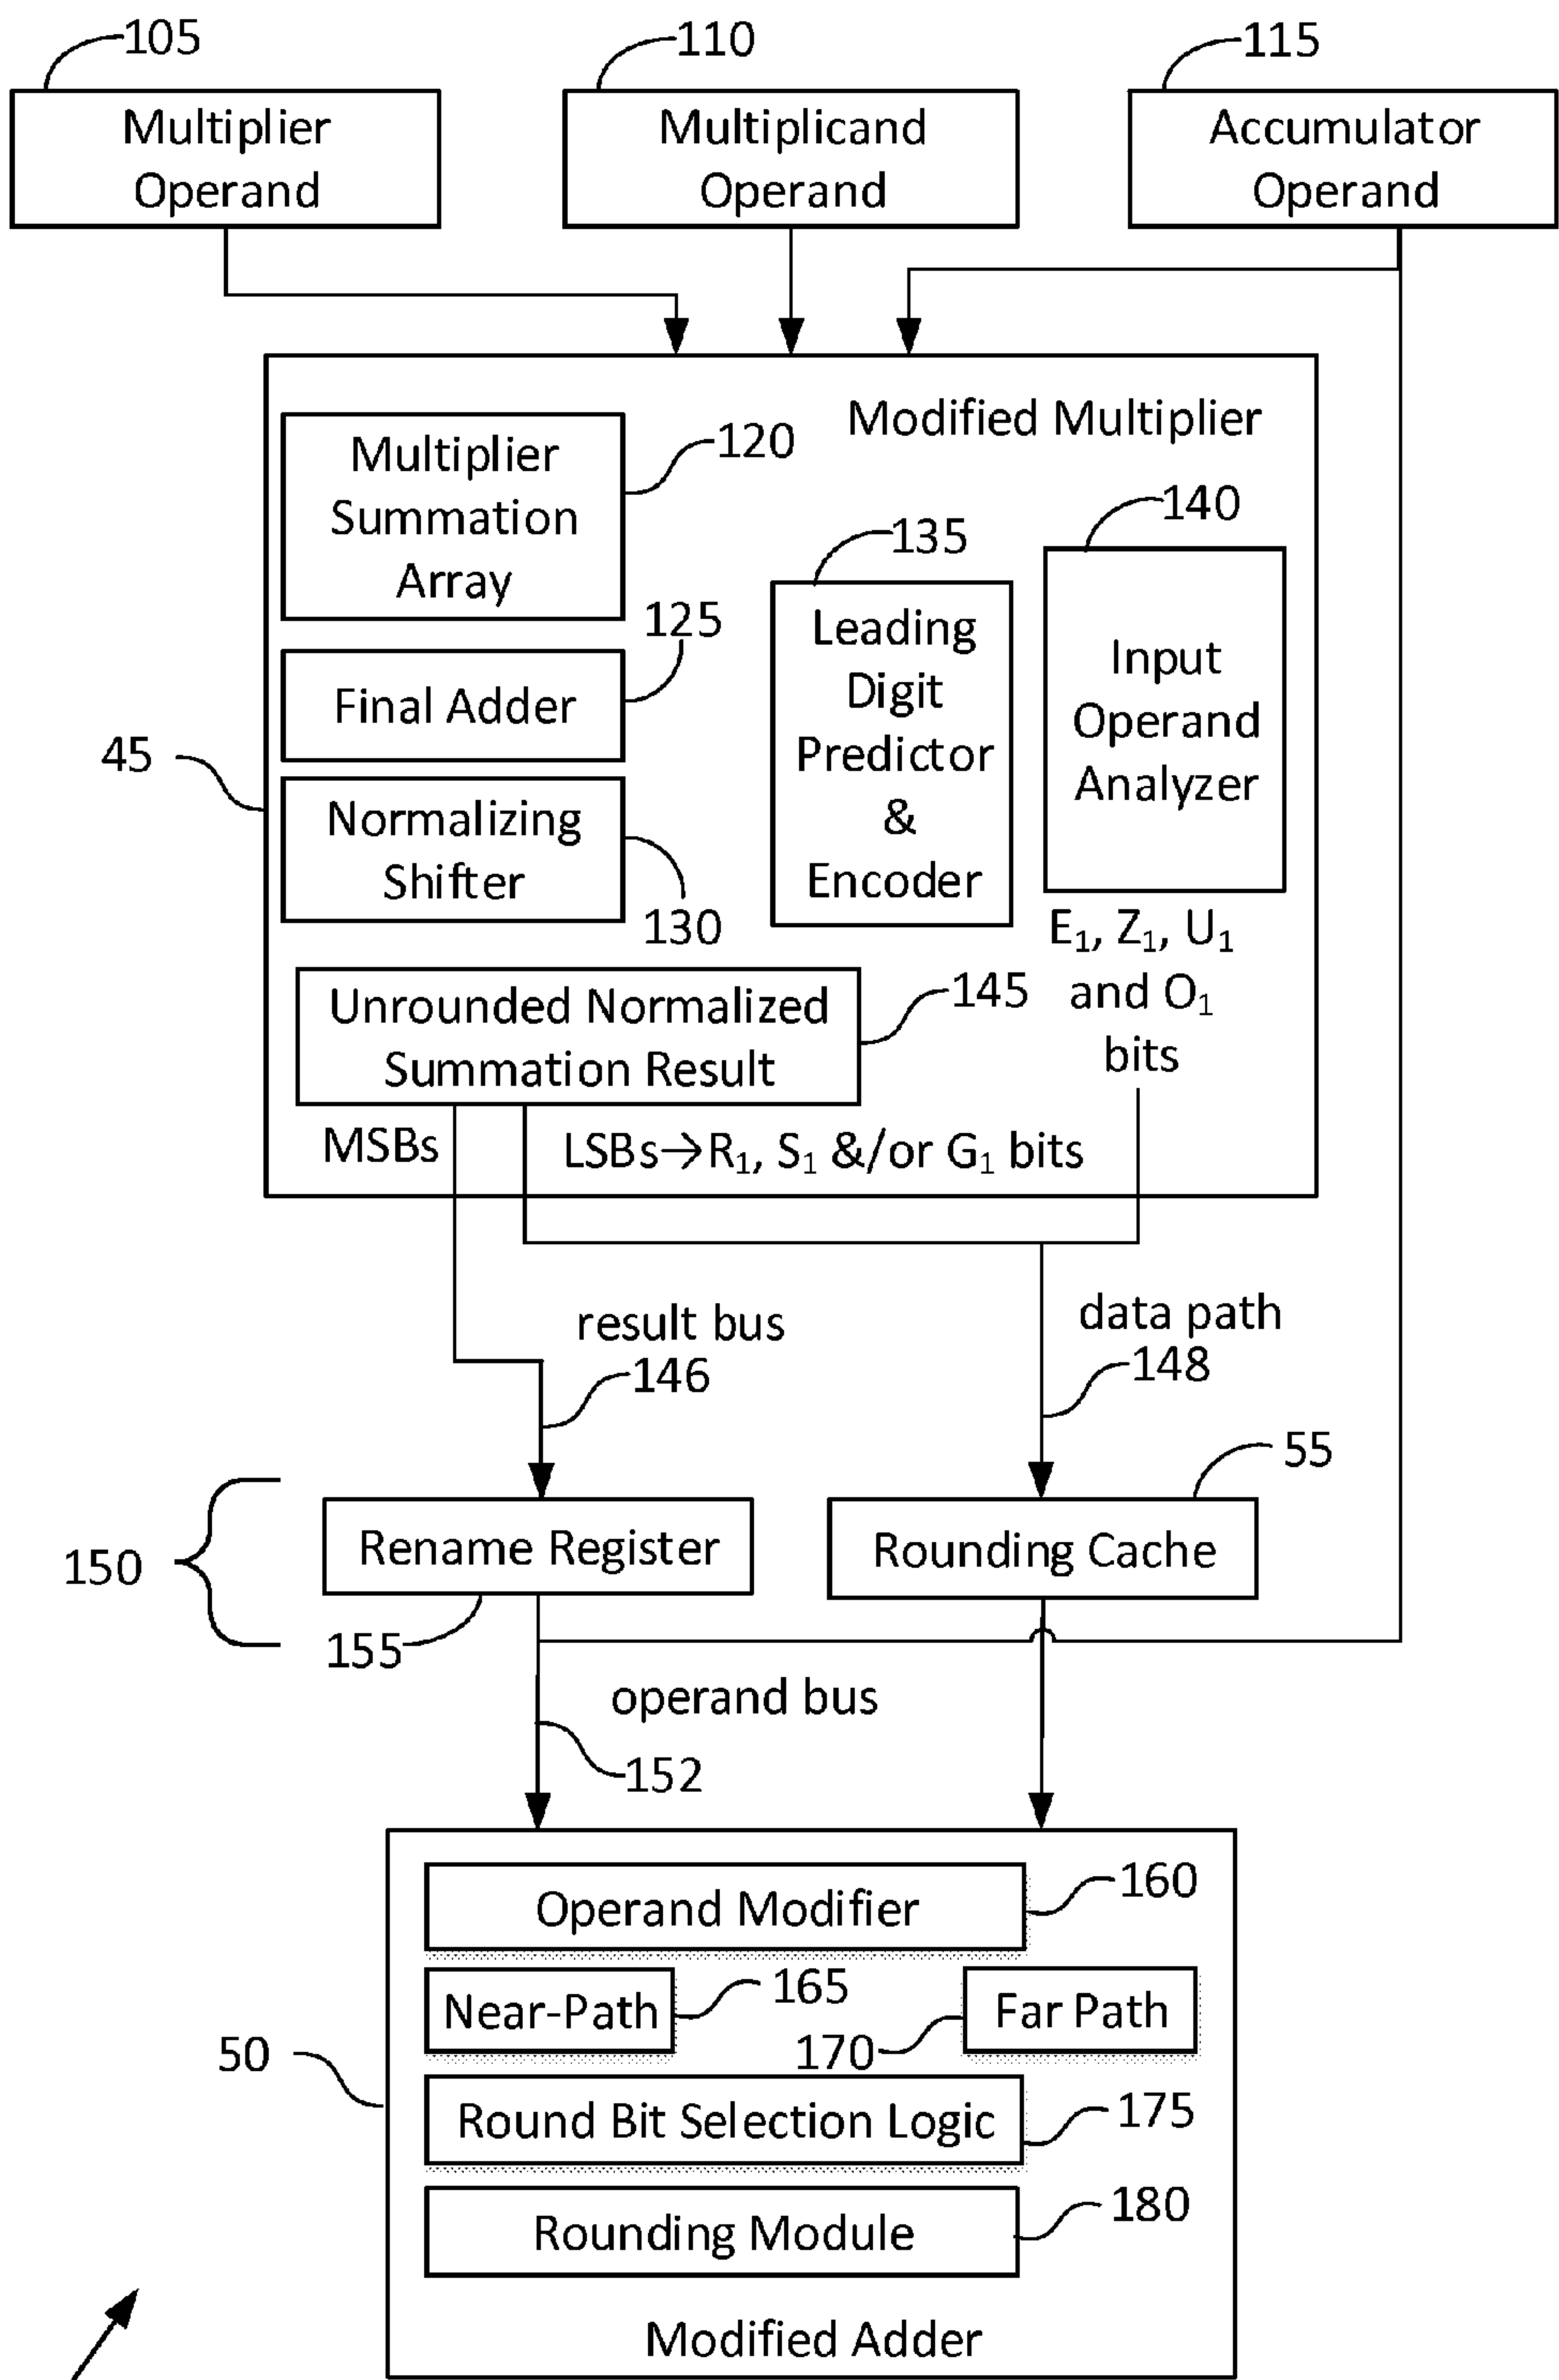 105
110
115
Multiplier
Operand
Multiplicand
Operand
Accumulator
Operand
Modified Multiplier
Multiplier
Summation
Array
120
140
135
125
Final Adder
Leading
Digit
Predictor
&
Encoder
Input
Operand
Analyzer
45
Normalizing
Shifter
130
E₁, Z₁, U₁
and O₁
bits
Unrounded Normalized
Summation Result
145
MSBs
LSBs→R₁, S₁ &/or G₁ bits
result bus
146
data path
148
55
150
Rename Register
Rounding Cache
155
operand bus
152
Operand Modifier
160
Near-Path
165
Far Path
170
50
Round Bit Selection Logic
175
Rounding Module
180
Modified Adder